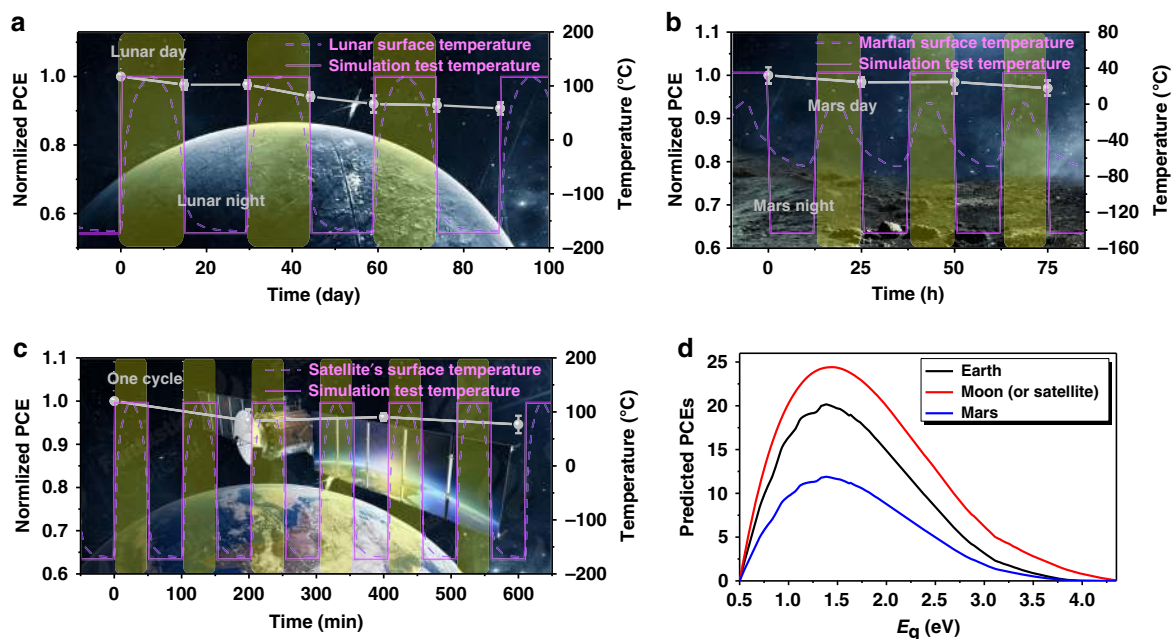 a
Lunar day
Lunar surface temperature
Simulation test temperature
Lunar night
Normlized PCE
1.0
0.8
0.6
Temperature (°C)
200
100
0
−100
−200
0 20 40 60 80 100
Time (day)
b
Martian surface temperature
Simulation test temperature
Mars day
Mars night
Normlized PCE
1.1
1.0
0.9
0.8
0.7
0.6
Temperature (°C)
80
40
0
−40
−80
−120
−160
0 25 50 75
Time (h)
c
One cycle
Satellite's surface temperature
Simulation test temperature
Normlized PCE
1.1
1.0
0.9
0.8
0.7
0.6
Temperature (°C)
200
100
0
−100
−200
0 100 200 300 400 500 600
Time (min)
d
Earth
Moon (or satellite)
Mars
Predicted PCEs
25
20
15
10
5
0
0.5 1.0 1.5 2.0 2.5 3.0 3.5 4.0
Eg (eV)